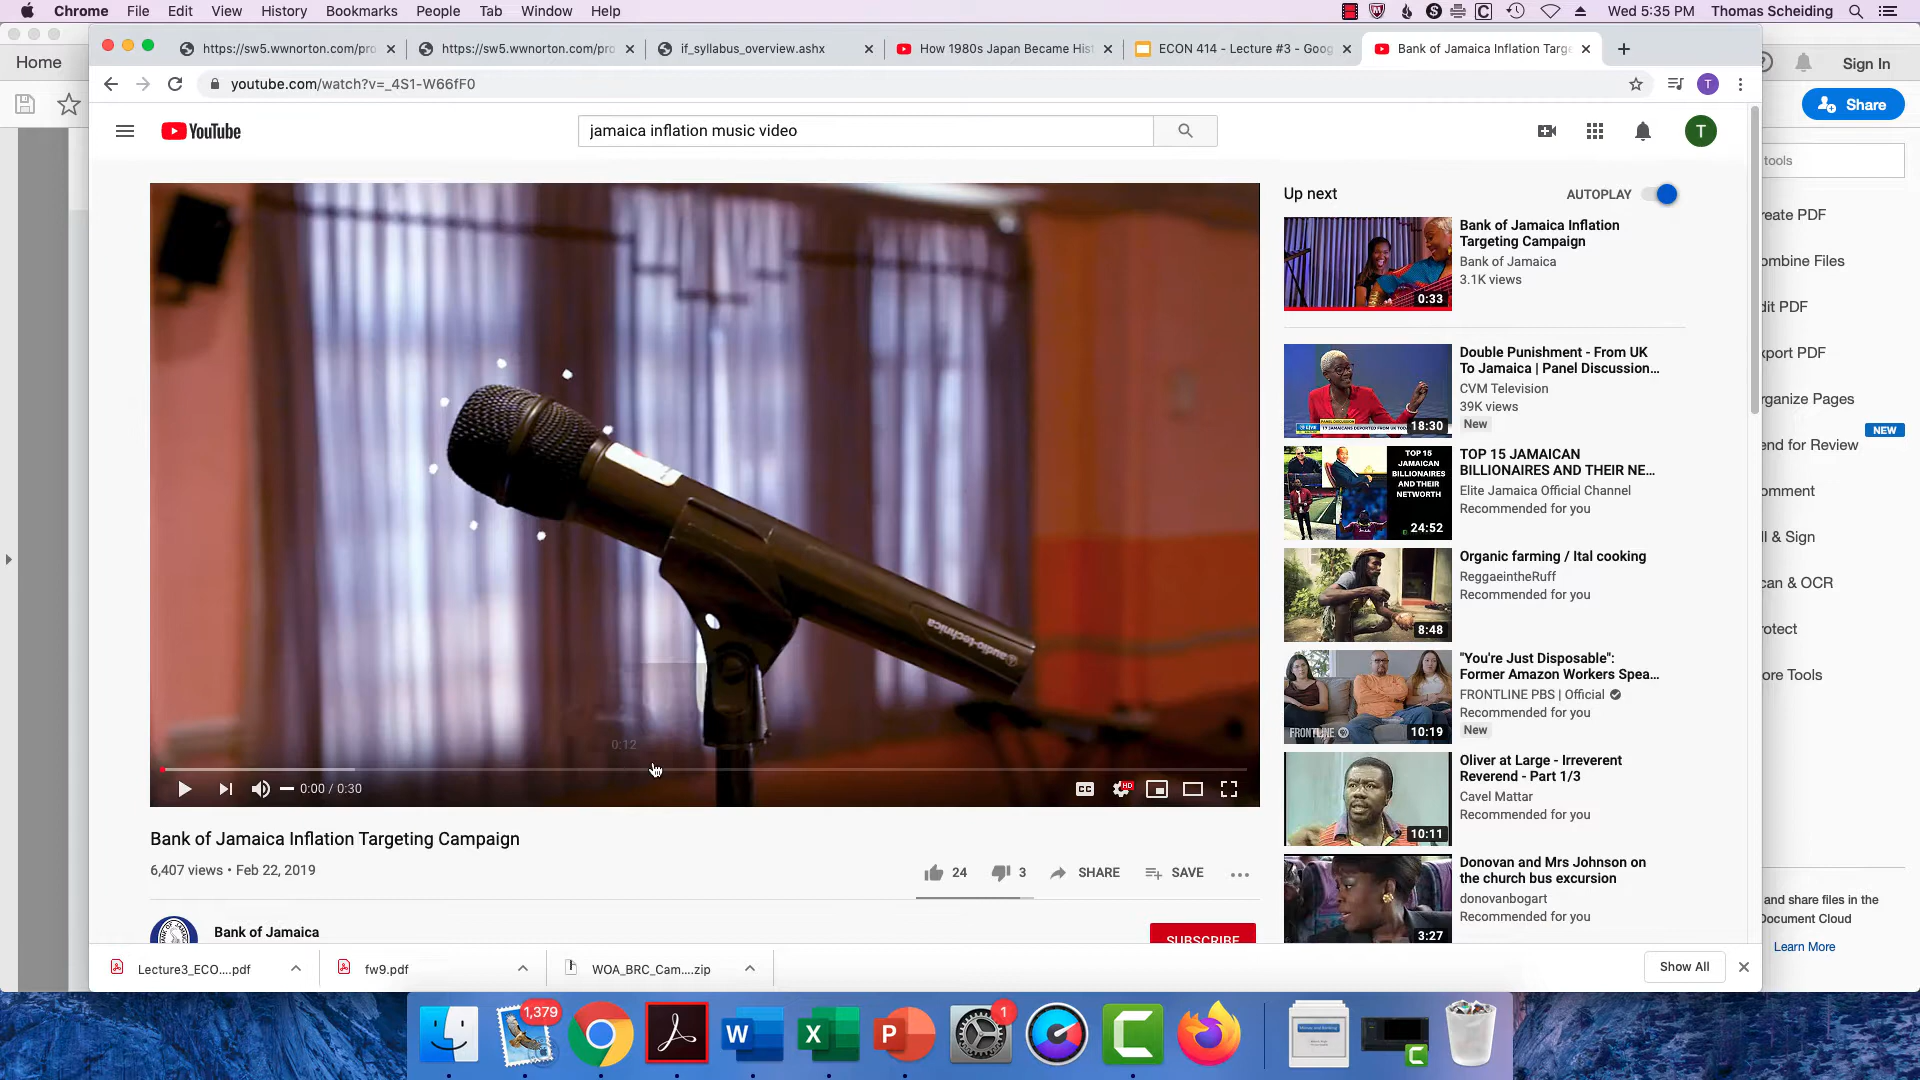 Chrome File Edit View History Bookmarks People Tab Window Help
Wed 5:35 PM Thomas Scheiding
https://sw5.wwnorton.com/pro
https://sw5.wwnorton.com/pro
if_syllabus_overview.ashx
How 1980s Japan Became His
ECON 414 - Lecture #3 - Goog
Bank of Jamaica Inflation Targe
Home
Sign In
youtube.com/watch?v=_4S1-W66fF0
T
Share
YouTube
jamaica inflation music video
T
tools
reate PDF
ombine Files
dit PDF
xport PDF
rganize Pages
NEW
end for Review
omment
ll & Sign
can & OCR
rotect
ore Tools
and share files in the
Document Cloud
Learn More
audio-technica
0:12
0:00 / 0:30
CC
HD
Bank of Jamaica Inflation Targeting Campaign
6,407 views • Feb 22, 2019
24
3
SHARE
SAVE
Bank of Jamaica
SUBSCRIBE
Up next
AUTOPLAY
Bank of Jamaica Inflation
Targeting Campaign
Bank of Jamaica
3.1K views
0:33
Double Punishment - From UK
To Jamaica | Panel Discussion...
CVM Television
39K views
New
18:30
TOP 15 JAMAICAN
BILLIONAIRES AND THEIR NE...
Elite Jamaica Official Channel
Recommended for you
TOP 15
JAMAICAN
BILLIONAIRES
AND THEIR
NETWORTH
24:52
Organic farming / Ital cooking
ReggaeintheRuff
Recommended for you
8:48
"You're Just Disposable":
Former Amazon Workers Spea...
FRONTLINE PBS | Official
Recommended for you
New
FRONTLINE
10:19
Oliver at Large - Irreverent
Reverend - Part 1/3
Cavel Mattar
Recommended for you
10:11
Donovan and Mrs Johnson on
the church bus excursion
donovanbogart
Recommended for you
3:27
Lecture3_ECO....pdf
fw9.pdf
WOA_BRC_Cam....zip
Show All
1,379
W
X
P
1
C